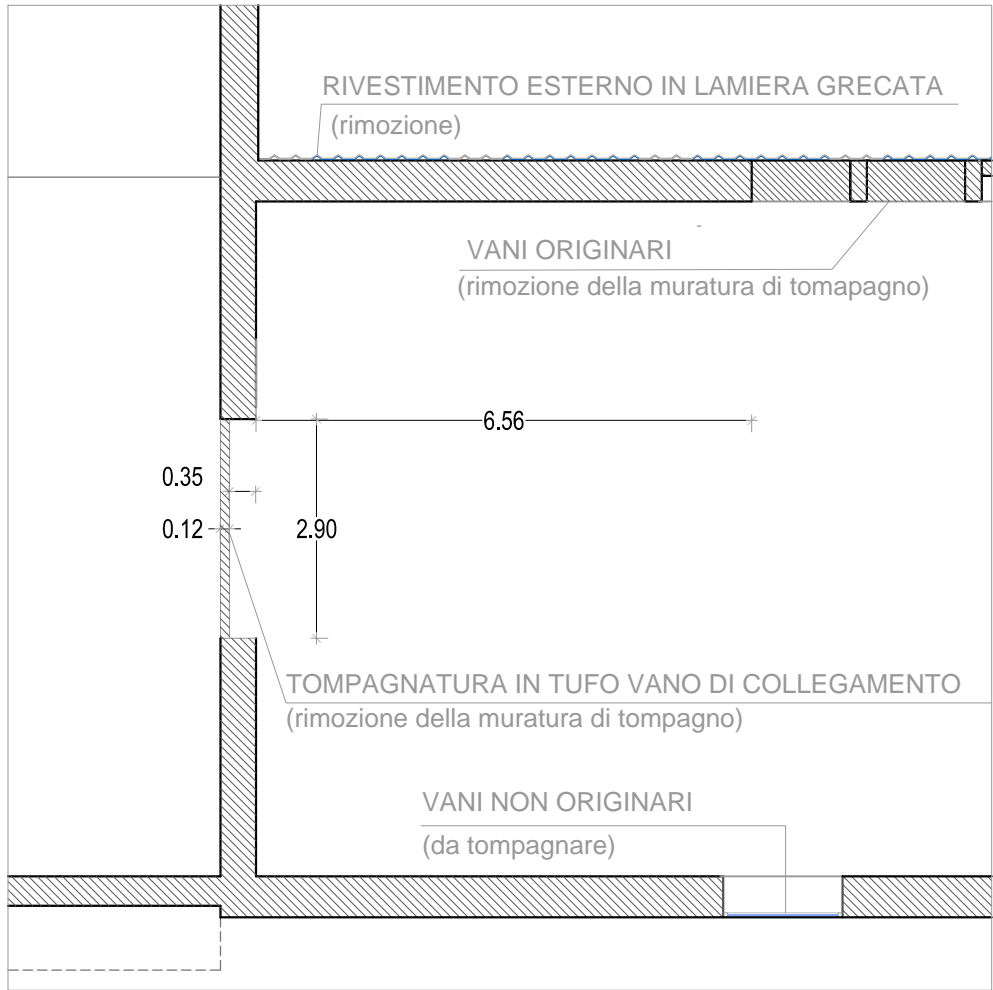 RIVESTIMENTO ESTERNO IN LAMIERA GRECATA
(rimozione)
VANI ORIGINARI
(rimozione della muratura di tomapagno)
6.56
0.35
0.12
2.90
TOMPAGNATURA IN TUFO VANO DI COLLEGAMENTO
(rimozione della muratura di tompagno)
VANI NON ORIGINARI
(da tompagnare)